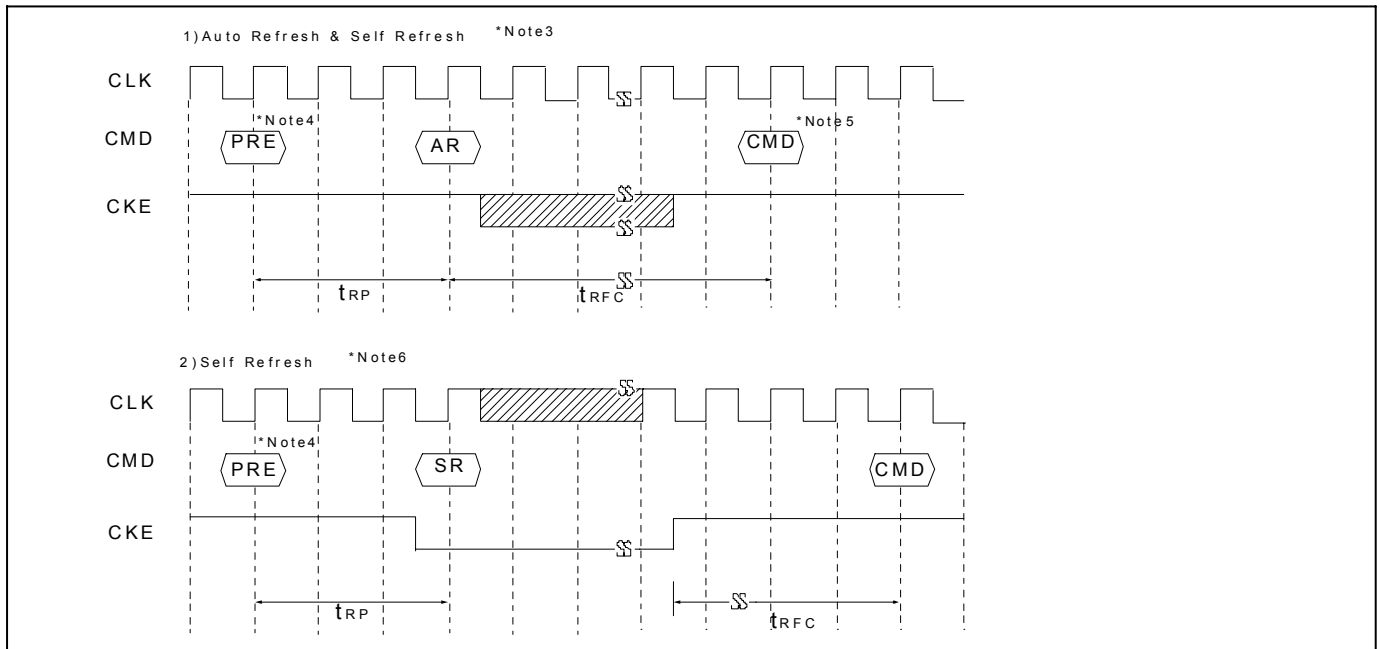 1)Auto Refresh & Self Refresh *Note3
CLK
CMD PRE *Note4 AR CMD *Note5
CKE
tRP tRFC
2)Self Refresh *Note6
CLK
CMD PRE *Note4 SR CMD
CKE
tRP tRFC